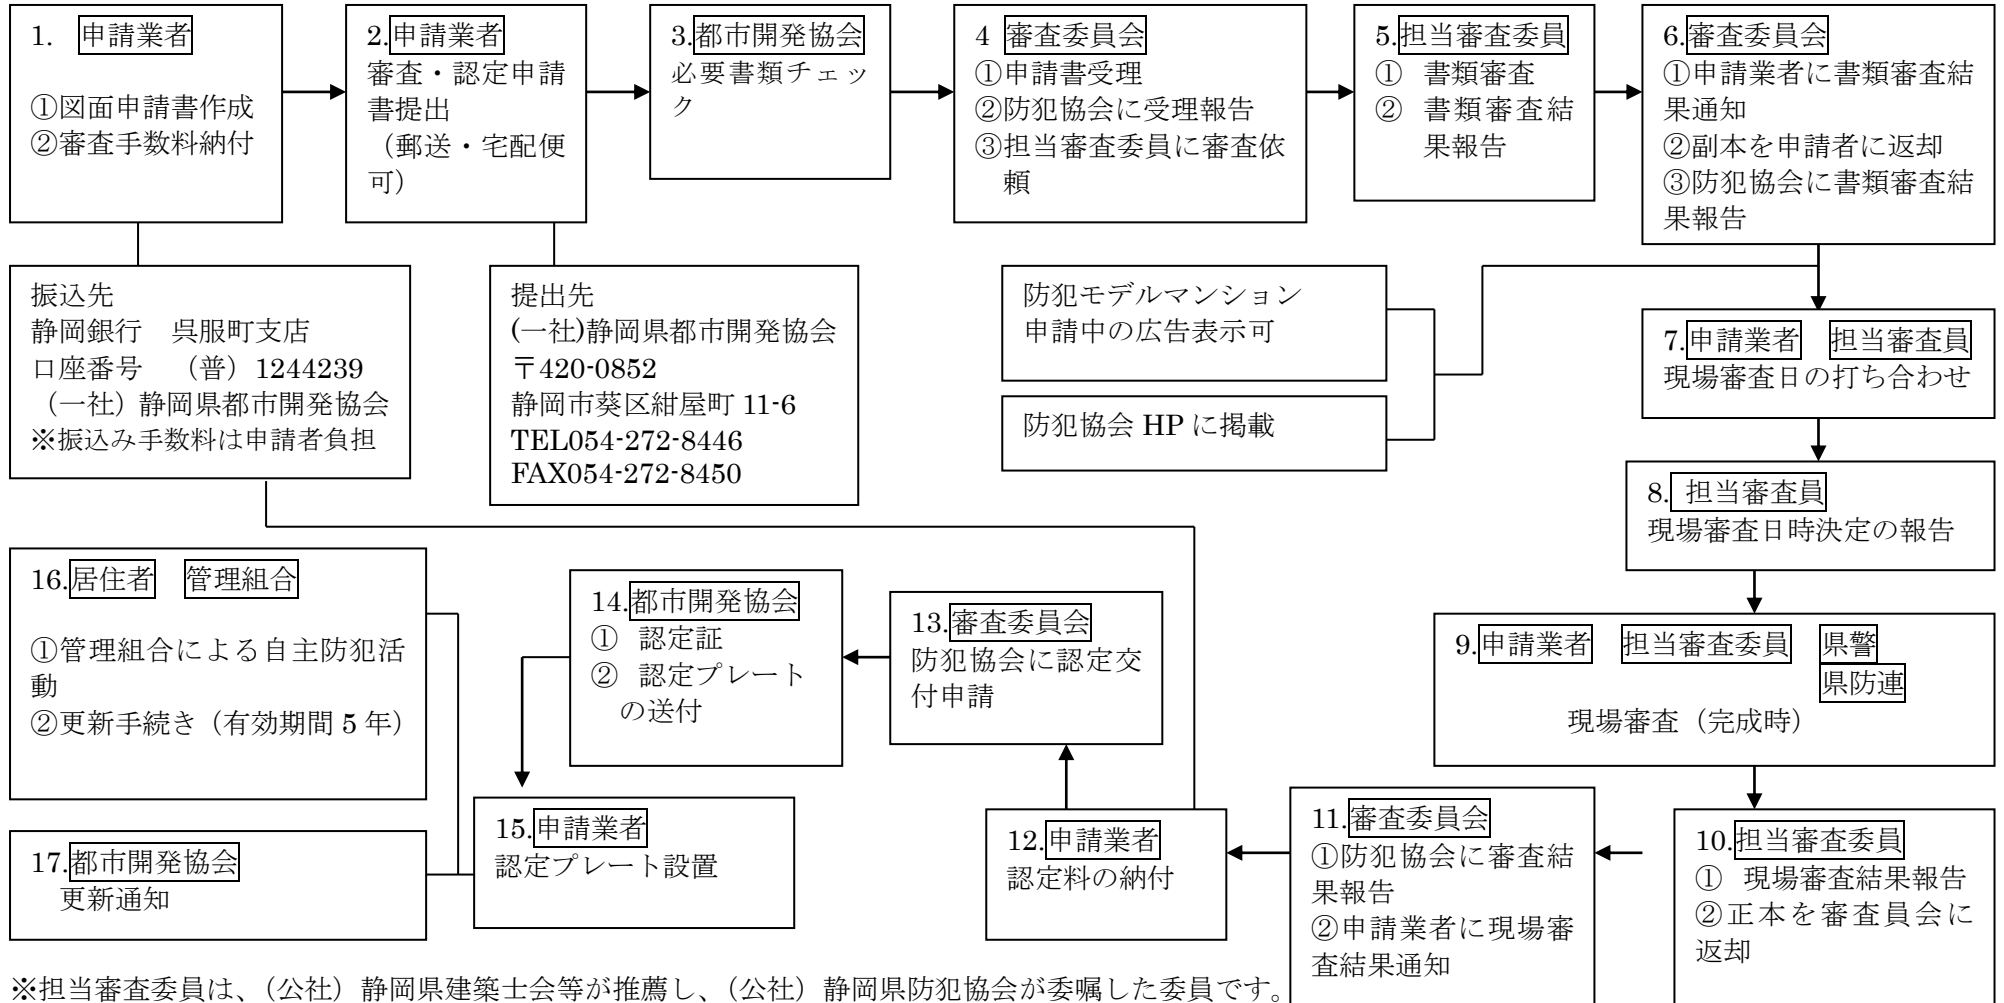 1. 申請業者
①図面申請書作成
②審査手数料納付
2.申請業者
審査・認定申請
書提出
（郵送・宅配便
可）
3.都市開発協会
必要書類チェッ
ク
4 審査委員会
①申請書受理
②防犯協会に受理報告
③担当審査委員に審査依
頼
5.担当審査委員
① 書類審査
② 書類審査結
果報告
6.審査委員会
①申請業者に書類審査結
果通知
②副本を申請者に返却
③防犯協会に書類審査結
果報告
振込先
静岡銀行 呉服町支店
口座番号 （普）1244239
（一社）静岡県都市開発協会
※振込み手数料は申請者負担
提出先
(一社)静岡県都市開発協会
〒420-0852
静岡市葵区紺屋町 11-6
TEL054-272-8446
FAX054-272-8450
防犯モデルマンション
申請中の広告表示可
防犯協会 HP に掲載
7.申請業者 担当審査員
現場審査日の打ち合わせ
8. 担当審査員
現場審査日時決定の報告
9.申請業者 担当審査委員 県警
県防連
現場審査（完成時）
10.担当審査委員
① 現場審査結果報告
②正本を審査員会に
返却
11.審査委員会
①防犯協会に審査結
果報告
②申請業者に現場審
査結果通知
12.申請業者
認定料の納付
13.審査委員会
防犯協会に認定交
付申請
14.都市開発協会
① 認定証
② 認定プレート
の送付
15.申請業者
認定プレート設置
16.居住者 管理組合
①管理組合による自主防犯活
動
②更新手続き（有効期間 5 年）
17.都市開発協会
更新通知
※担当審査委員は、（公社）静岡県建築士会等が推薦し、（公社）静岡県防犯協会が委嘱した委員です。